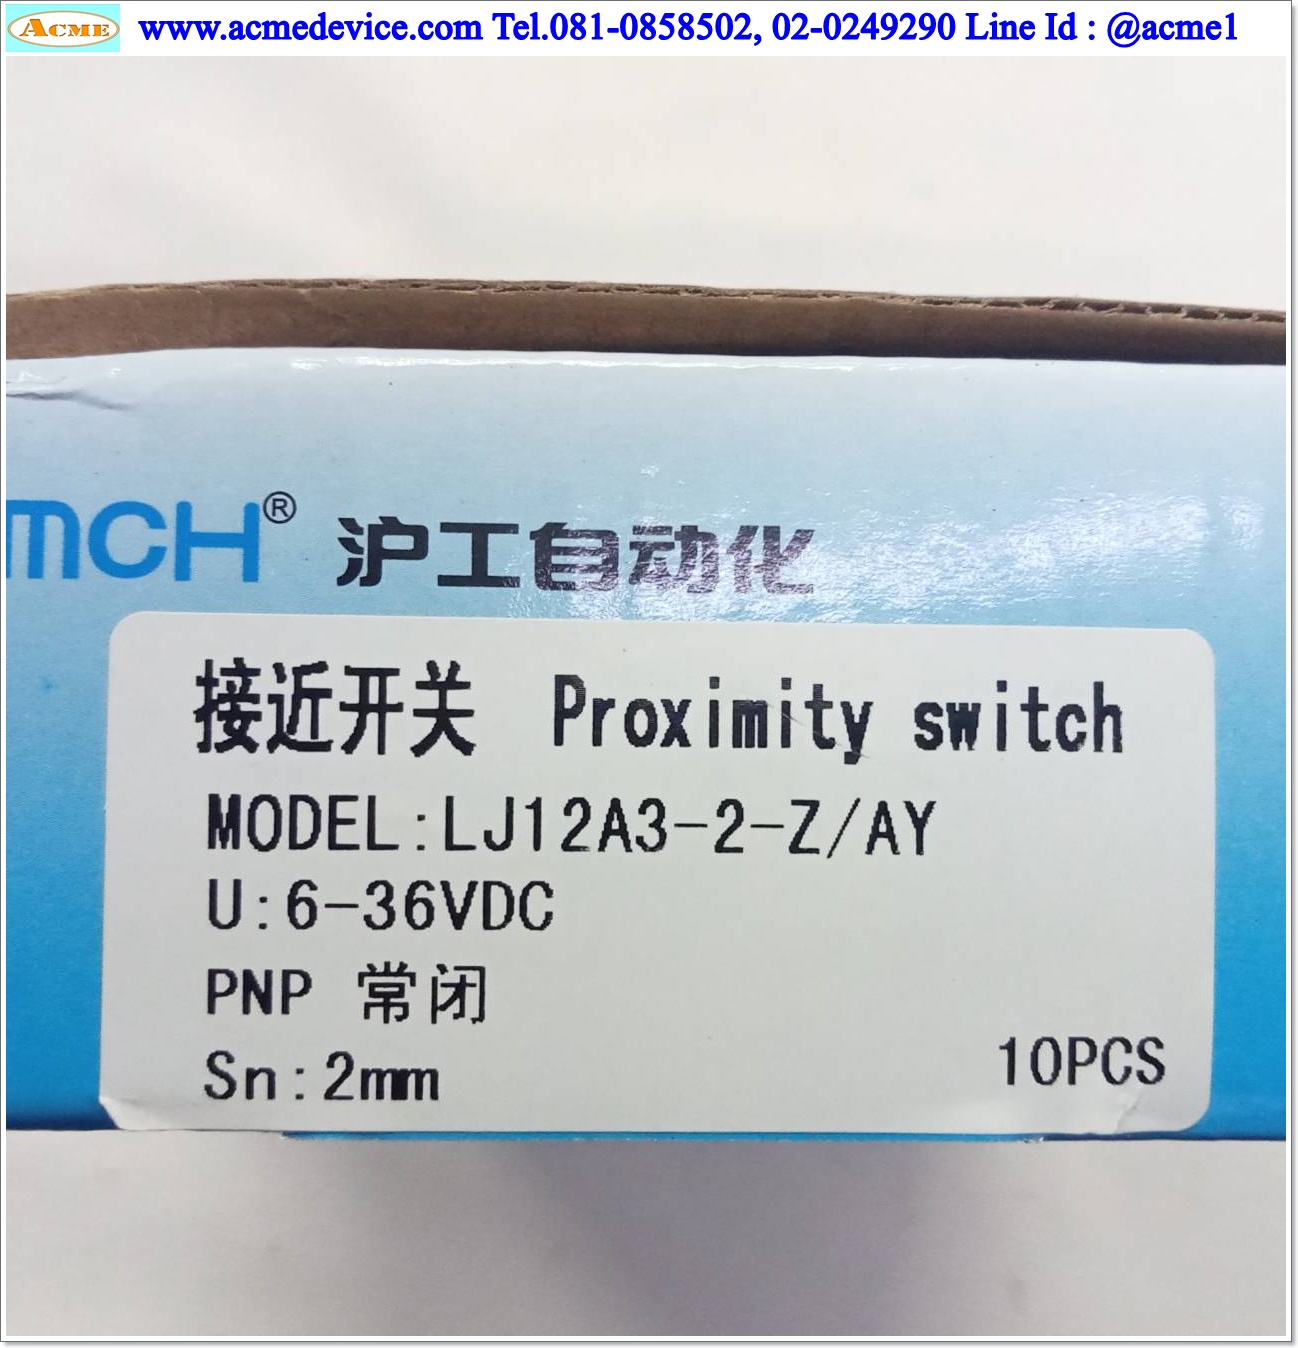 ACME www.acmedevice.com Tel.081-0858502, 02-0249290 Line Id : @acme1
MCH® 沪工自动化
接近开关 Proximity switch
MODEL:LJ12A3-2-Z/AY
U:6-36VDC
PNP 常闭
Sn:2mm 10PCS